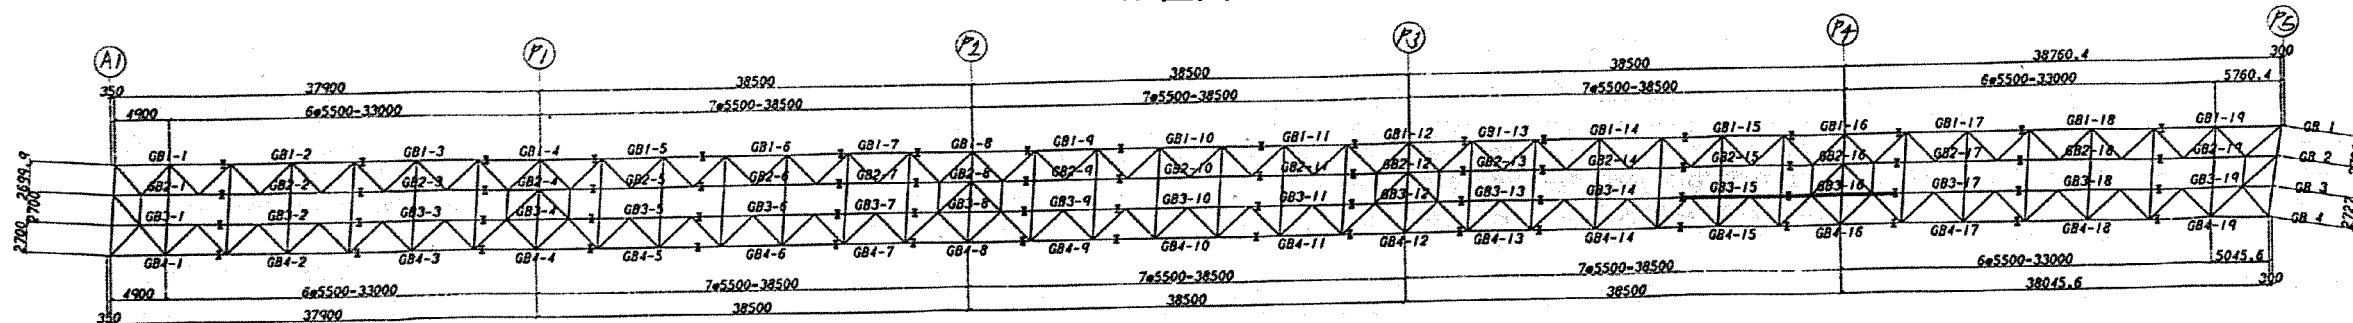 A1 P1 P2 P3 P4 P5
350 37900 38500 38500 38500 38760.4 300
4900 6@5500-33000 7@5500-38500 7@5500-38500 7@5500-38500 6@5500-33000 5760.4
GB1-1 GB1-2 GB1-3 GB1-4 GB1-5 GB1-6 GB1-7 GB1-8 GB1-9 GB1-10 GB1-11 GB1-12 GB1-13 GB1-14 GB1-15 GB1-16 GB1-17 GB1-18 GB1-19 GB 1
2699.9 GB2-1 GB2-2 GB2-3 GB2-4 GB2-5 GB2-6 GB2-7 GB2-8 GB2-9 GB2-10 GB2-11 GB2-12 GB2-13 GB2-14 GB2-15 GB2-16 GB2-17 GB2-18 GB2-19 GB 2
2700 GB3-1 GB3-2 GB3-3 GB3-4 GB3-5 GB3-6 GB3-7 GB3-8 GB3-9 GB3-10 GB3-11 GB3-12 GB3-13 GB3-14 GB3-15 GB3-16 GB3-17 GB3-18 GB3-19 GB 3
2700 GB4-1 GB4-2 GB4-3 GB4-4 GB4-5 GB4-6 GB4-7 GB4-8 GB4-9 GB4-10 GB4-11 GB4-12 GB4-13 GB4-14 GB4-15 GB4-16 GB4-17 GB4-18 GB4-19 GB 4
4900 6@5500-33000 7@5500-38500 7@5500-38500 7@5500-38500 6@5500-33000 5045.6
350 37900 38500 38500 38500 38045.6 300